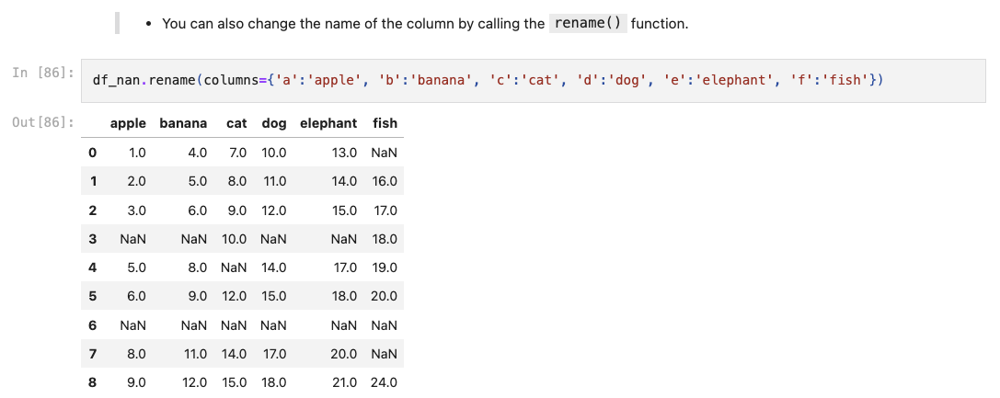 • You can also change the name of the column by calling the rename() function.
In [86]: df_nan.rename(columns={'a':'apple', 'b':'banana', 'c':'cat', 'd':'dog', 'e':'elephant', 'f':'fish'})
Out[86]: apple banana cat dog elephant fish
0 1.0 4.0 7.0 10.0 13.0 NaN
1 2.0 5.0 8.0 11.0 14.0 16.0
2 3.0 6.0 9.0 12.0 15.0 17.0
3 NaN NaN 10.0 NaN NaN 18.0
4 5.0 8.0 NaN 14.0 17.0 19.0
5 6.0 9.0 12.0 15.0 18.0 20.0
6 NaN NaN NaN NaN NaN NaN
7 8.0 11.0 14.0 17.0 20.0 NaN
8 9.0 12.0 15.0 18.0 21.0 24.0